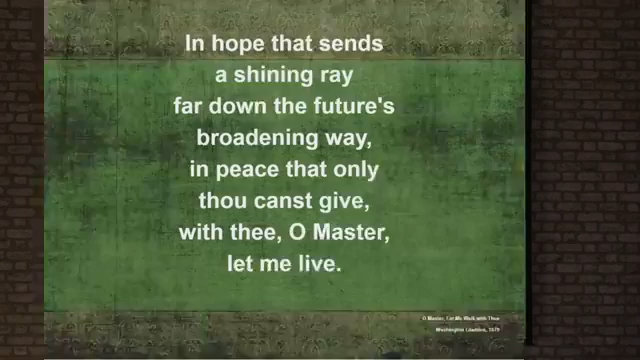 In hope that sends
a shining ray
far down the future's
broadening way,
in peace that only
thou canst give,
with thee, O Master,
let me live.
O Master, Let Me Walk with Thee
Washington Gladden, 1879